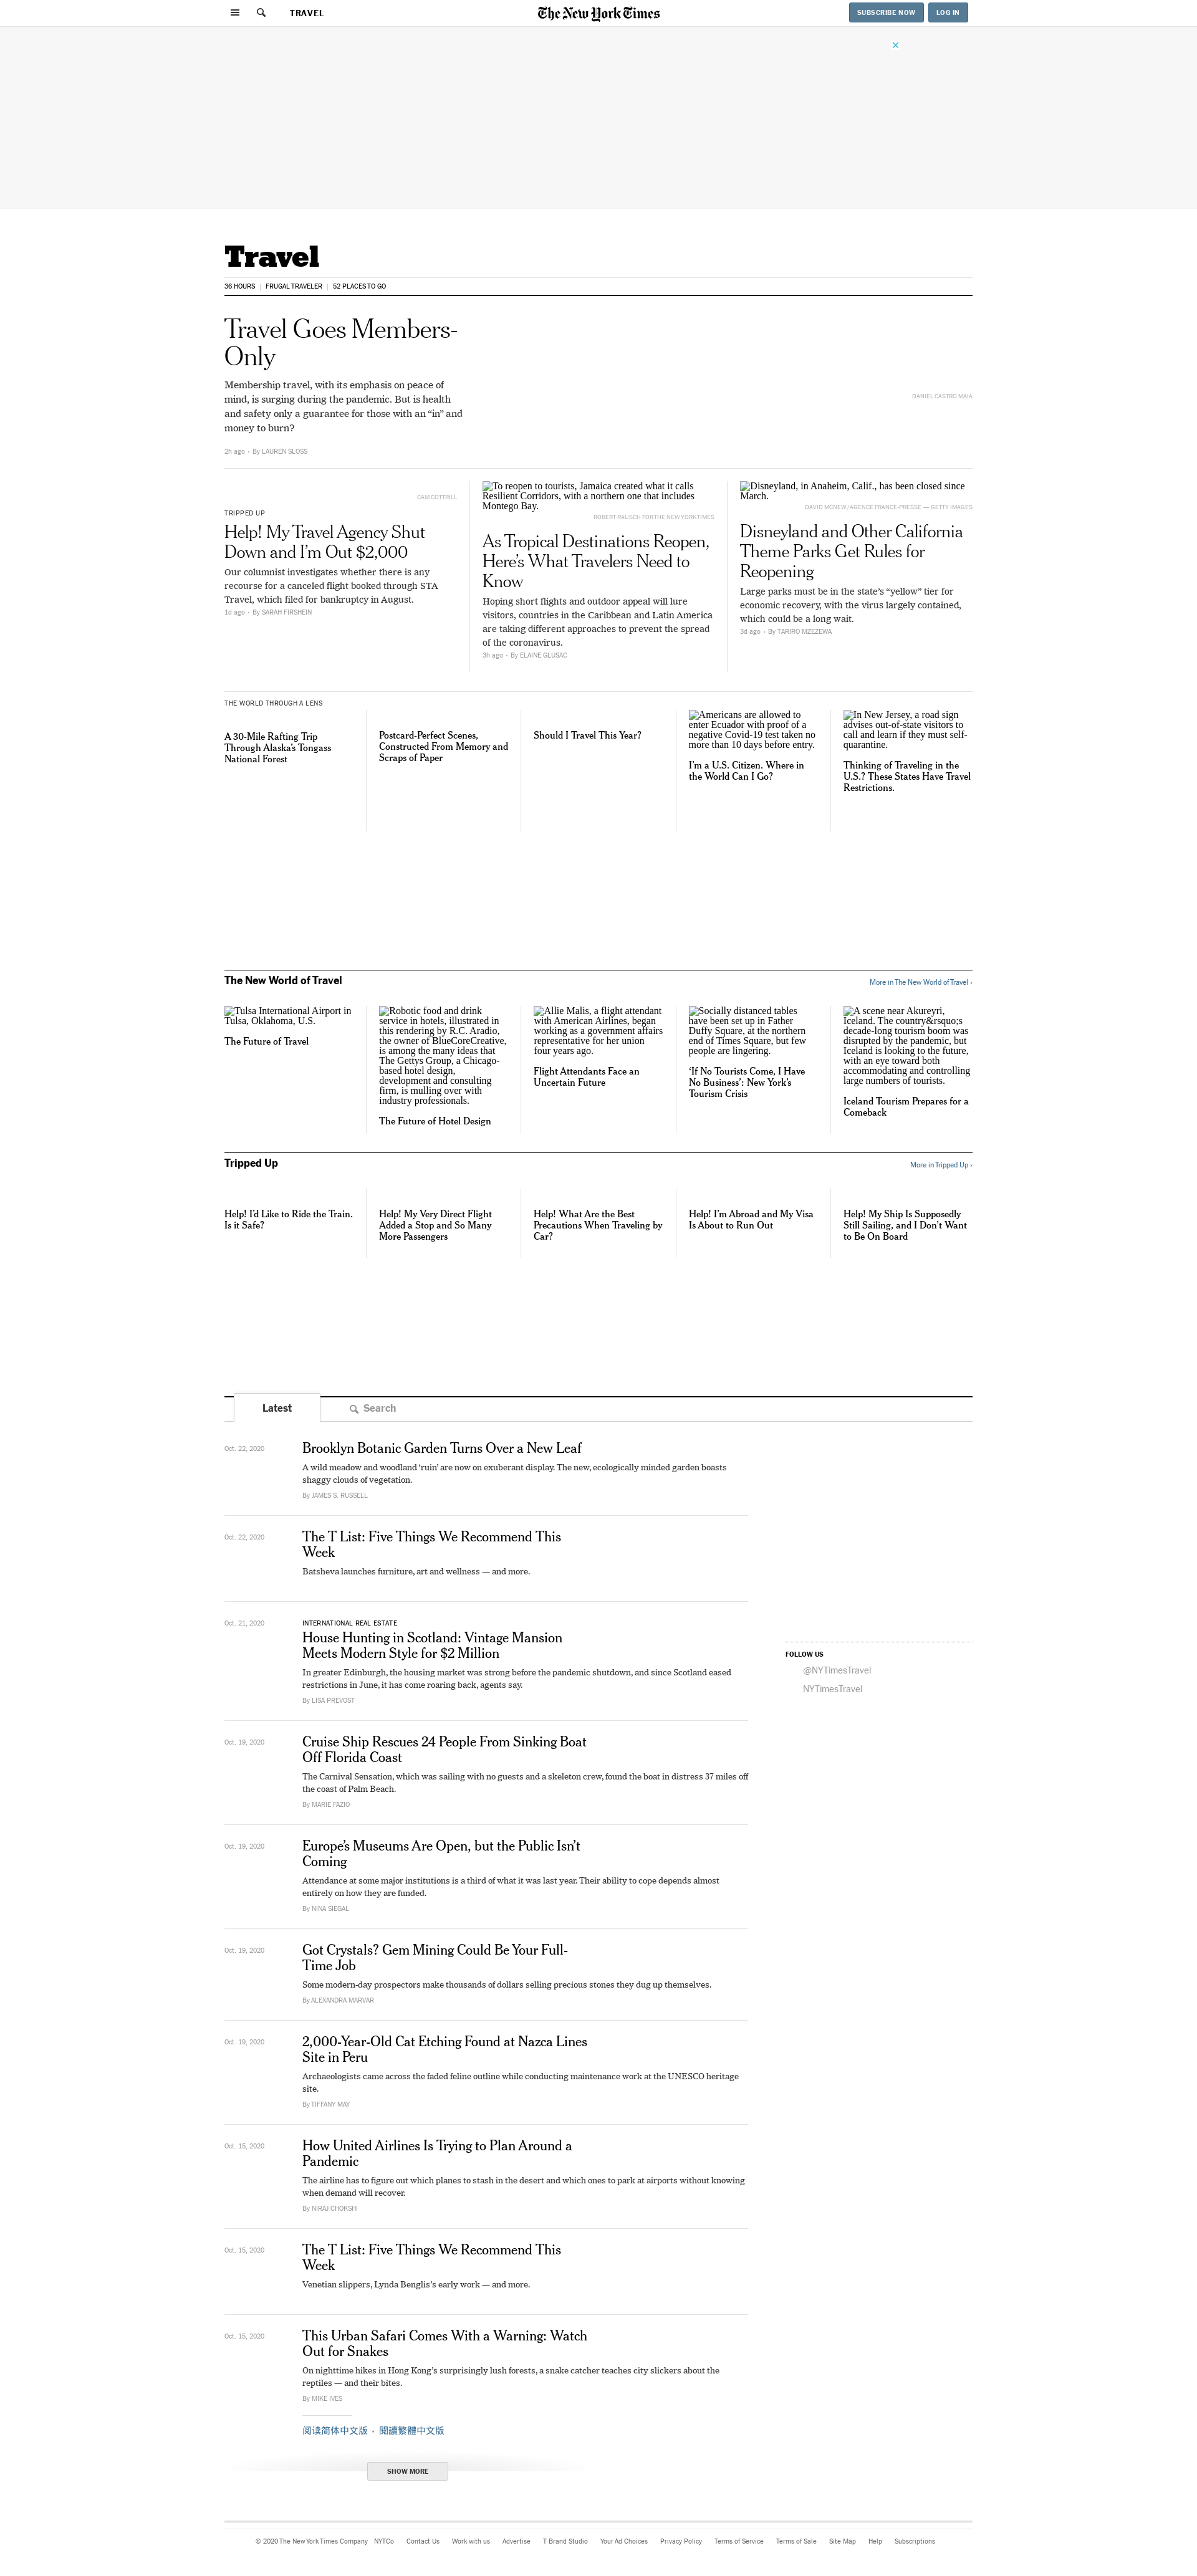 TRAVEL
The New York Times
SUBSCRIBE NOW
LOG IN
Travel
36 HOURS
FRUGAL TRAVELER
52 PLACES TO GO
Travel Goes Members-
Only
Membership travel, with its emphasis on peace of
mind, is surging during the pandemic. But is health
and safety only a guarantee for those with an “in” and
money to burn?
2h ago · By LAUREN SLOSS
DANIEL CASTRO MAIA
CAM COTTRILL
TRIPPED UP
Help! My Travel Agency Shut
Down and I’m Out $2,000
Our columnist investigates whether there is any
recourse for a canceled flight booked through STA
Travel, which filed for bankruptcy in August.
1d ago · By SARAH FIRSHEIN
To reopen to tourists, Jamaica created what it calls
Resilient Corridors, with a northern one that includes
Montego Bay.
ROBERT RAUSCH FOR THE NEW YORK TIMES
As Tropical Destinations Reopen,
Here’s What Travelers Need to
Know
Hoping short flights and outdoor appeal will lure
visitors, countries in the Caribbean and Latin America
are taking different approaches to prevent the spread
of the coronavirus.
3h ago · By ELAINE GLUSAC
Disneyland, in Anaheim, Calif., has been closed since
March.
DAVID MCNEW / AGENCE FRANCE-PRESSE — GETTY IMAGES
Disneyland and Other California
Theme Parks Get Rules for
Reopening
Large parks must be in the state’s “yellow” tier for
economic recovery, with the virus largely contained,
which could be a long wait.
3d ago · By TARIRO MZEZEWA
THE WORLD THROUGH A LENS
A 30-Mile Rafting Trip
Through Alaska’s Tongass
National Forest
Postcard-Perfect Scenes,
Constructed From Memory and
Scraps of Paper
Should I Travel This Year?
Americans are allowed to
enter Ecuador with proof of a
negative Covid-19 test taken no
more than 10 days before entry.
I’m a U.S. Citizen. Where in
the World Can I Go?
In New Jersey, a road sign
advises out-of-state visitors to
call and learn if they must self-
quarantine.
Thinking of Traveling in the
U.S.? These States Have Travel
Restrictions.
The New World of Travel
More in The New World of Travel ›
Tulsa International Airport in
Tulsa, Oklahoma, U.S.
The Future of Travel
Robotic food and drink
service in hotels, illustrated in
this rendering by R.C. Aradio,
the owner of BlueCoreCreative,
is among the many ideas that
The Gettys Group, a Chicago-
based hotel design,
development and consulting
firm, is mulling over with
industry professionals.
The Future of Hotel Design
Allie Malis, a flight attendant
with American Airlines, began
working as a government affairs
representative for her union
four years ago.
Flight Attendants Face an
Uncertain Future
Socially distanced tables
have been set up in Father
Duffy Square, at the northern
end of Times Square, but few
people are lingering.
‘If No Tourists Come, I Have
No Business’: New York’s
Tourism Crisis
A scene near Akureyri,
Iceland. The country&rsquo;s
decade-long tourism boom was
disrupted by the pandemic, but
Iceland is looking to the future,
with an eye toward both
accommodating and controlling
large numbers of tourists.
Iceland Tourism Prepares for a
Comeback
Tripped Up
More in Tripped Up ›
Help! I’d Like to Ride the Train.
Is it Safe?
Help! My Very Direct Flight
Added a Stop and So Many
More Passengers
Help! What Are the Best
Precautions When Traveling by
Car?
Help! I’m Abroad and My Visa
Is About to Run Out
Help! My Ship Is Supposedly
Still Sailing, and I Don’t Want
to Be On Board
Latest
Search
Oct. 22, 2020
Brooklyn Botanic Garden Turns Over a New Leaf
A wild meadow and woodland ‘ruin’ are now on exuberant display. The new, ecologically minded garden boasts
shaggy clouds of vegetation.
By JAMES S. RUSSELL
Oct. 22, 2020
The T List: Five Things We Recommend This
Week
Batsheva launches furniture, art and wellness — and more.
Oct. 21, 2020
INTERNATIONAL REAL ESTATE
House Hunting in Scotland: Vintage Mansion
Meets Modern Style for $2 Million
In greater Edinburgh, the housing market was strong before the pandemic shutdown, and since Scotland eased
restrictions in June, it has come roaring back, agents say.
By LISA PREVOST
FOLLOW US
@NYTimesTravel
NYTimesTravel
Oct. 19, 2020
Cruise Ship Rescues 24 People From Sinking Boat
Off Florida Coast
The Carnival Sensation, which was sailing with no guests and a skeleton crew, found the boat in distress 37 miles off
the coast of Palm Beach.
By MARIE FAZIO
Oct. 19, 2020
Europe’s Museums Are Open, but the Public Isn’t
Coming
Attendance at some major institutions is a third of what it was last year. Their ability to cope depends almost
entirely on how they are funded.
By NINA SIEGAL
Oct. 19, 2020
Got Crystals? Gem Mining Could Be Your Full-
Time Job
Some modern-day prospectors make thousands of dollars selling precious stones they dug up themselves.
By ALEXANDRA MARVAR
Oct. 19, 2020
2,000-Year-Old Cat Etching Found at Nazca Lines
Site in Peru
Archaeologists came across the faded feline outline while conducting maintenance work at the UNESCO heritage
site.
By TIFFANY MAY
Oct. 15, 2020
How United Airlines Is Trying to Plan Around a
Pandemic
The airline has to figure out which planes to stash in the desert and which ones to park at airports without knowing
when demand will recover.
By NIRAJ CHOKSHI
Oct. 15, 2020
The T List: Five Things We Recommend This
Week
Venetian slippers, Lynda Benglis’s early work — and more.
Oct. 15, 2020
This Urban Safari Comes With a Warning: Watch
Out for Snakes
On nighttime hikes in Hong Kong’s surprisingly lush forests, a snake catcher teaches city slickers about the
reptiles — and their bites.
By MIKE IVES
阅读简体中文版 · 閱讀繁體中文版
SHOW MORE
© 2020 The New York Times Company NYTCo Contact Us Work with us Advertise T Brand Studio Your Ad Choices Privacy Policy Terms of Service Terms of Sale Site Map Help Subscriptions